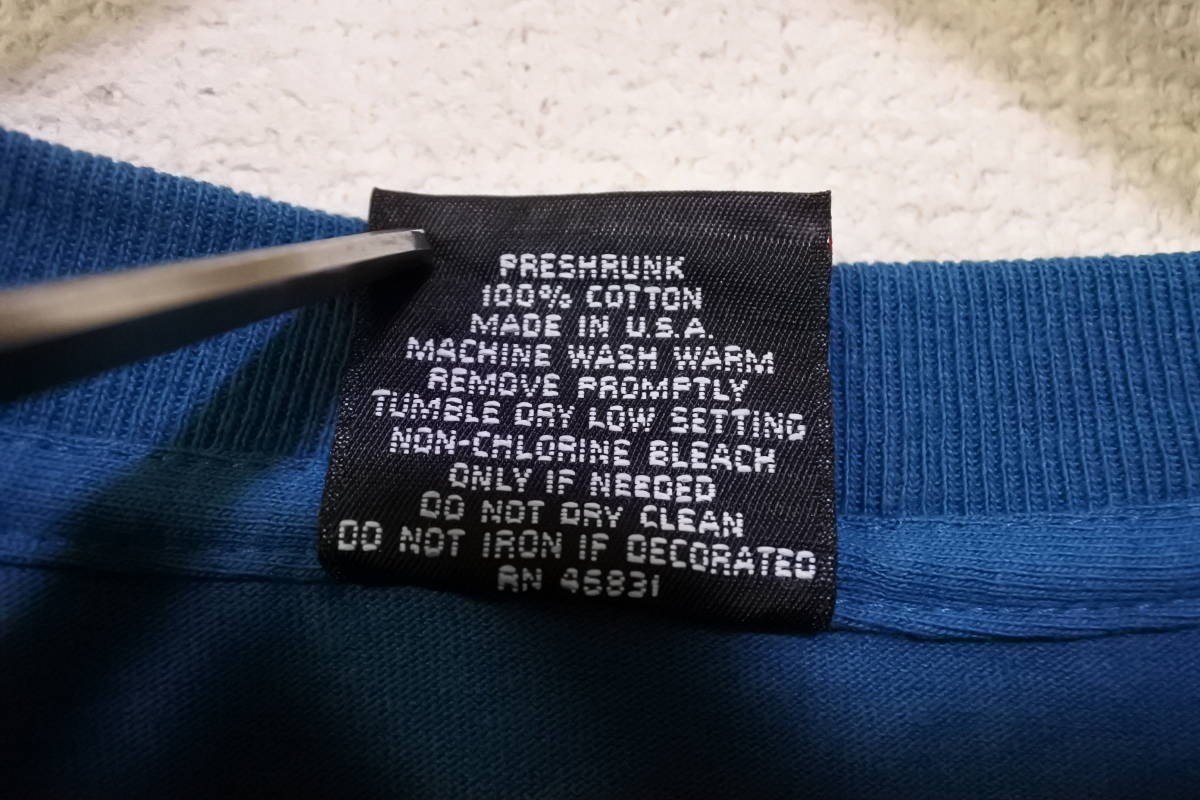 PRESHRUNK
100% COTTON
MADE IN U.S.A.
MACHINE WASH WARM
REMOVE PROMPTLY
TUMBLE DRY LOW SETTING
NON-CHLORINE BLEACH
ONLY IF NEEDED
DO NOT DRY CLEAN
DO NOT IRON IF DECORATED
RN 46831